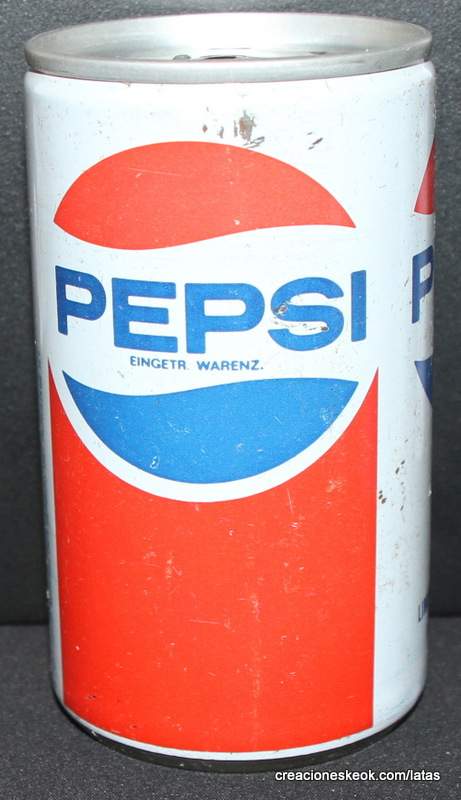 PEPSI
EINGETR. WARENZ.
creacioneskeok.com/latas